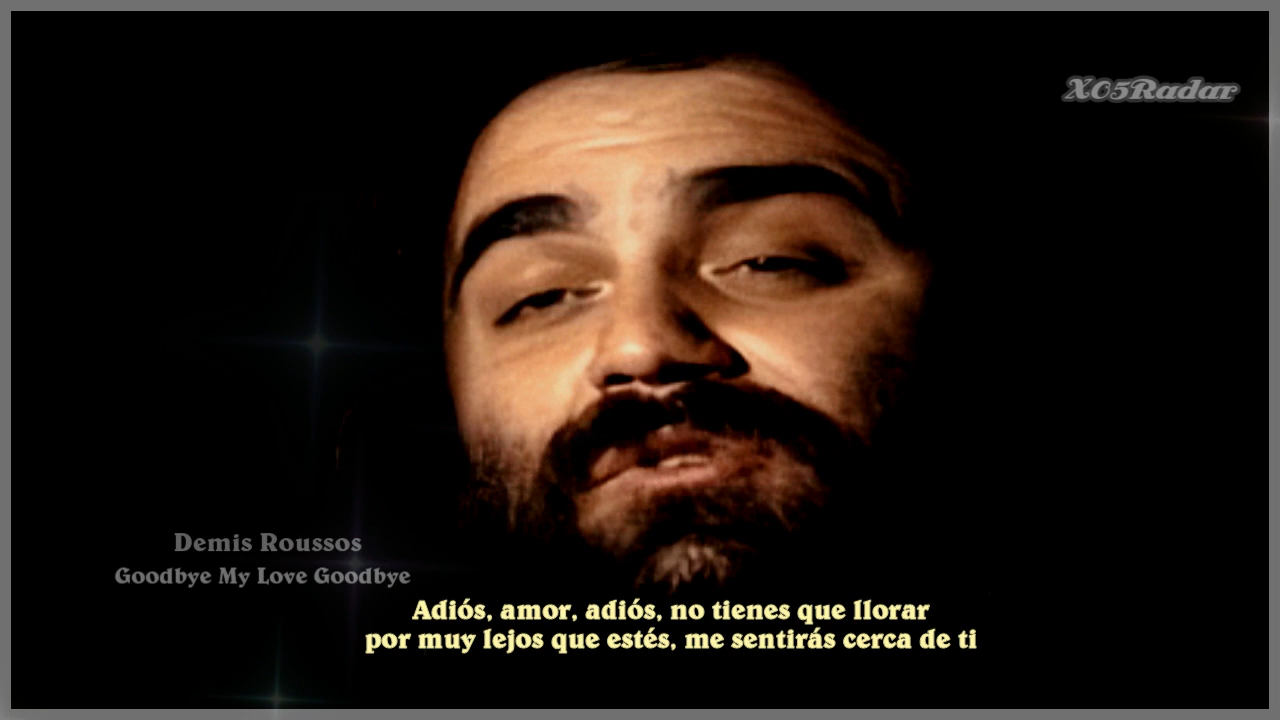 X05Radar
Demis Roussos
Goodbye My Love Goodbye
Adiós, amor, adiós, no tienes que llorar
por muy lejos que estés, me sentirás cerca de ti